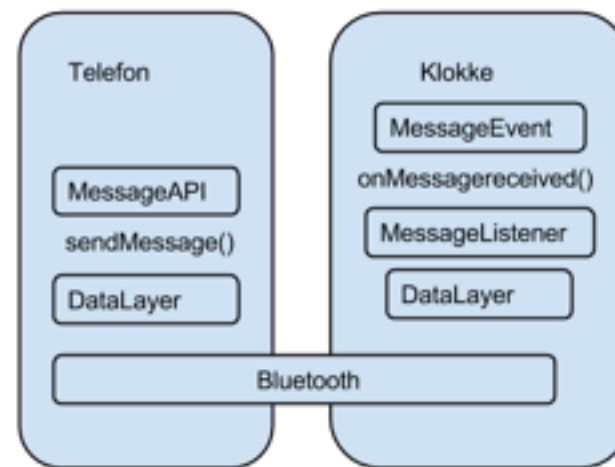 Telefon
MessageAPI
sendMessage()
DataLayer
Klokke
MessageEvent
onMessagereceived()
MessageListener
DataLayer
Bluetooth